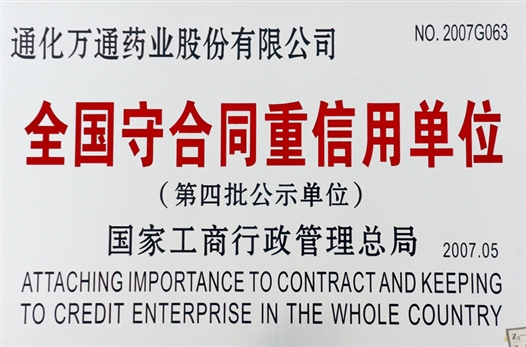 通化万通药业股份有限公司 NO. 2007G063
全国守合同重信用单位
（第四批公示单位）
国家工商行政管理总局 2007.05
ATTACHING IMPORTANCE TO CONTRACT AND KEEPING
TO CREDIT ENTERPRISE IN THE WHOLE COUNTRY